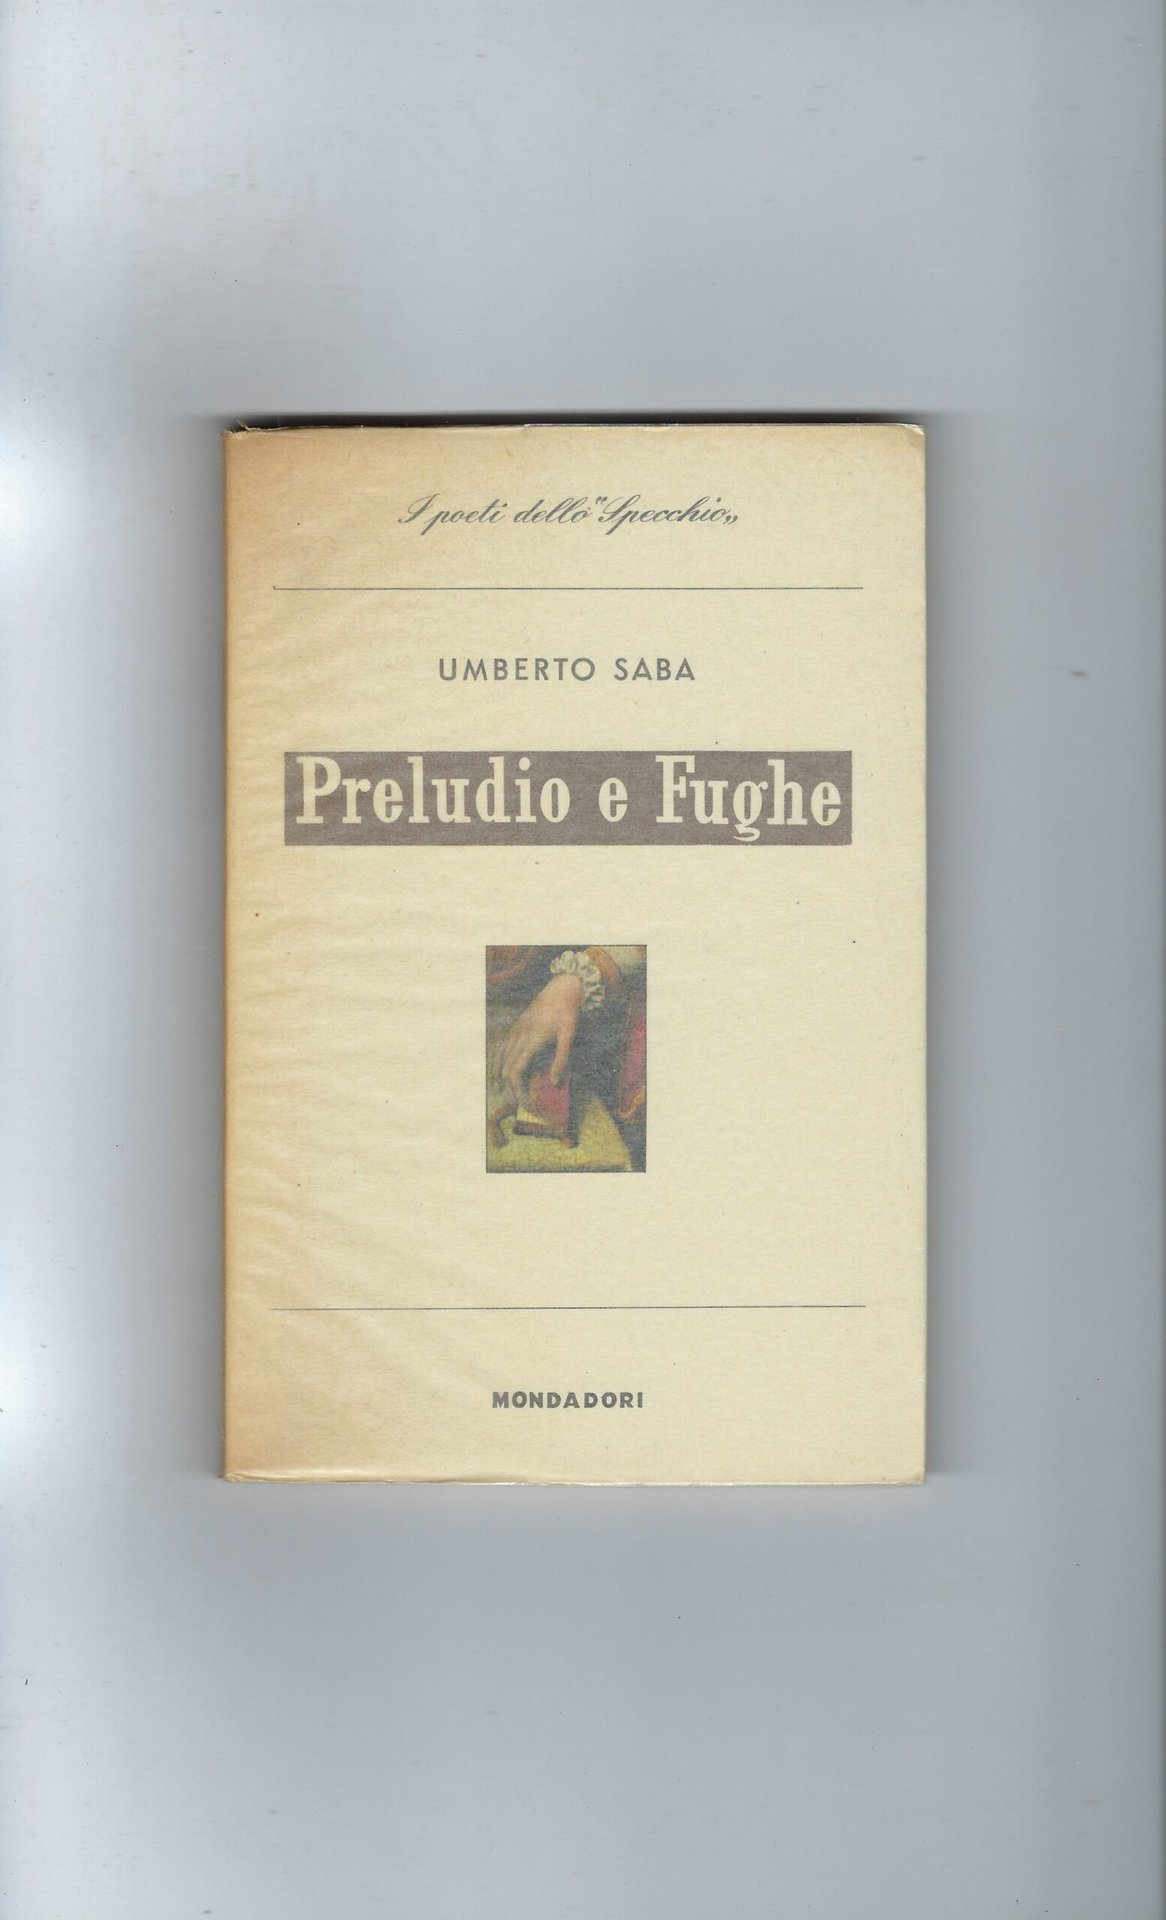 I poeti dello "Specchio„
UMBERTO SABA
Preludio e Fughe
MONDADORI